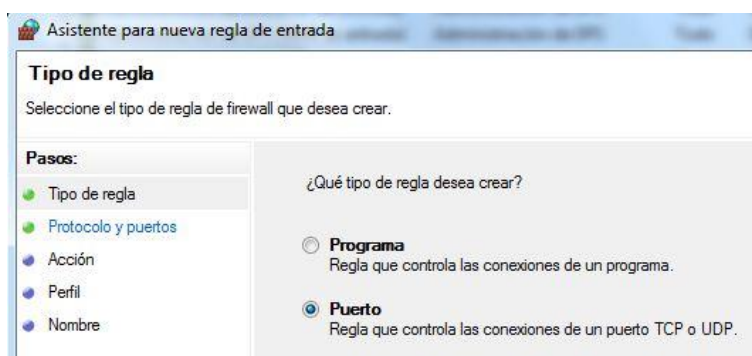 Asistente para nueva regla de entrada
Tipo de regla
Seleccione el tipo de regla de firewall que desea crear.
Pasos:
Tipo de regla
Protocolo y puertos
Acción
Perfil
Nombre
¿Qué tipo de regla desea crear?
Programa
Regla que controla las conexiones de un programa.
Puerto
Regla que controla las conexiones de un puerto TCP o UDP.